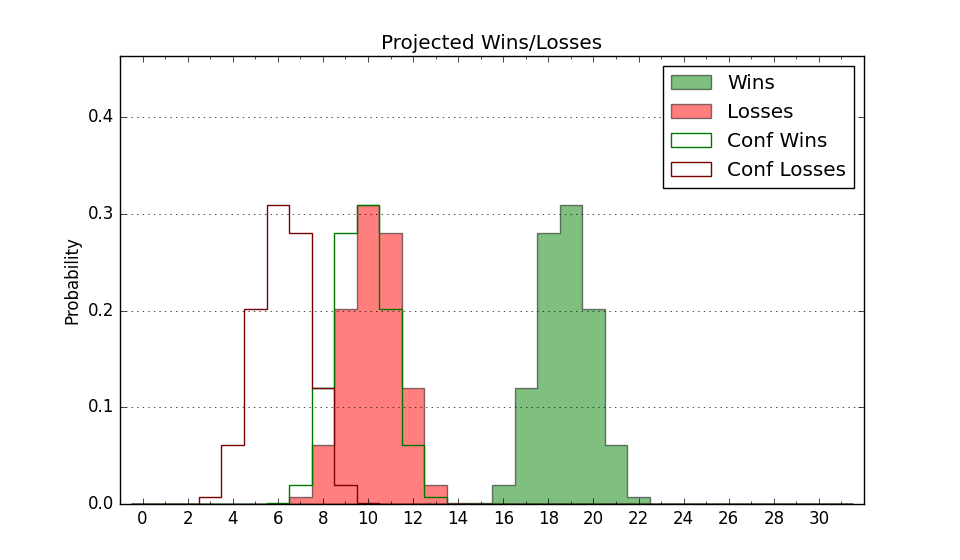 Projected Wins/Losses
Wins
Losses
Conf Wins
Conf Losses
Probability
0.4
0.3
0.2
0.1
0.0
0 2 4 6 8 10 12 14 16 18 20 22 24 26 28 30